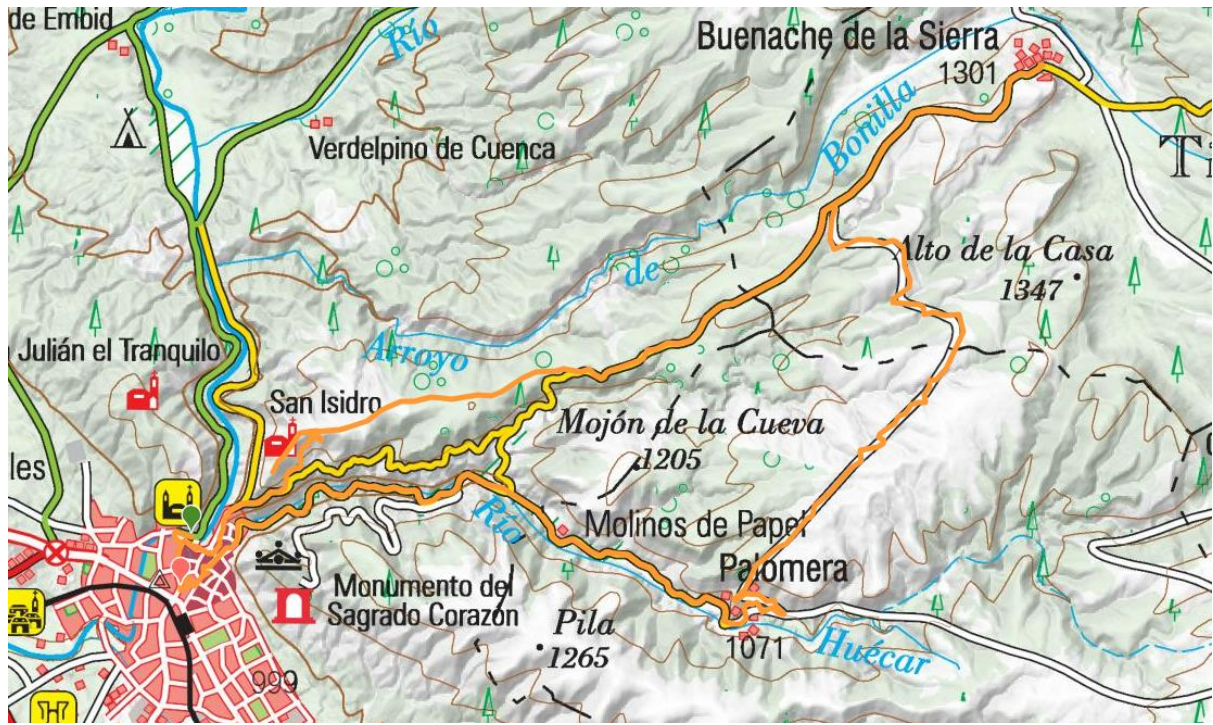 de Embid
Río
Buenache de la Sierra
1301
Verdelpino de Cuenca
Bonilla
de
Arroyo
Alto de la Casa
1347
Julián el Tranquilo
San Isidro
Mojón de la Cueva
1205
les
Río
Molinos de Papel
Palomera
Monumento del
Sagrado Corazón
Pila
1265
1071
Huécar
999